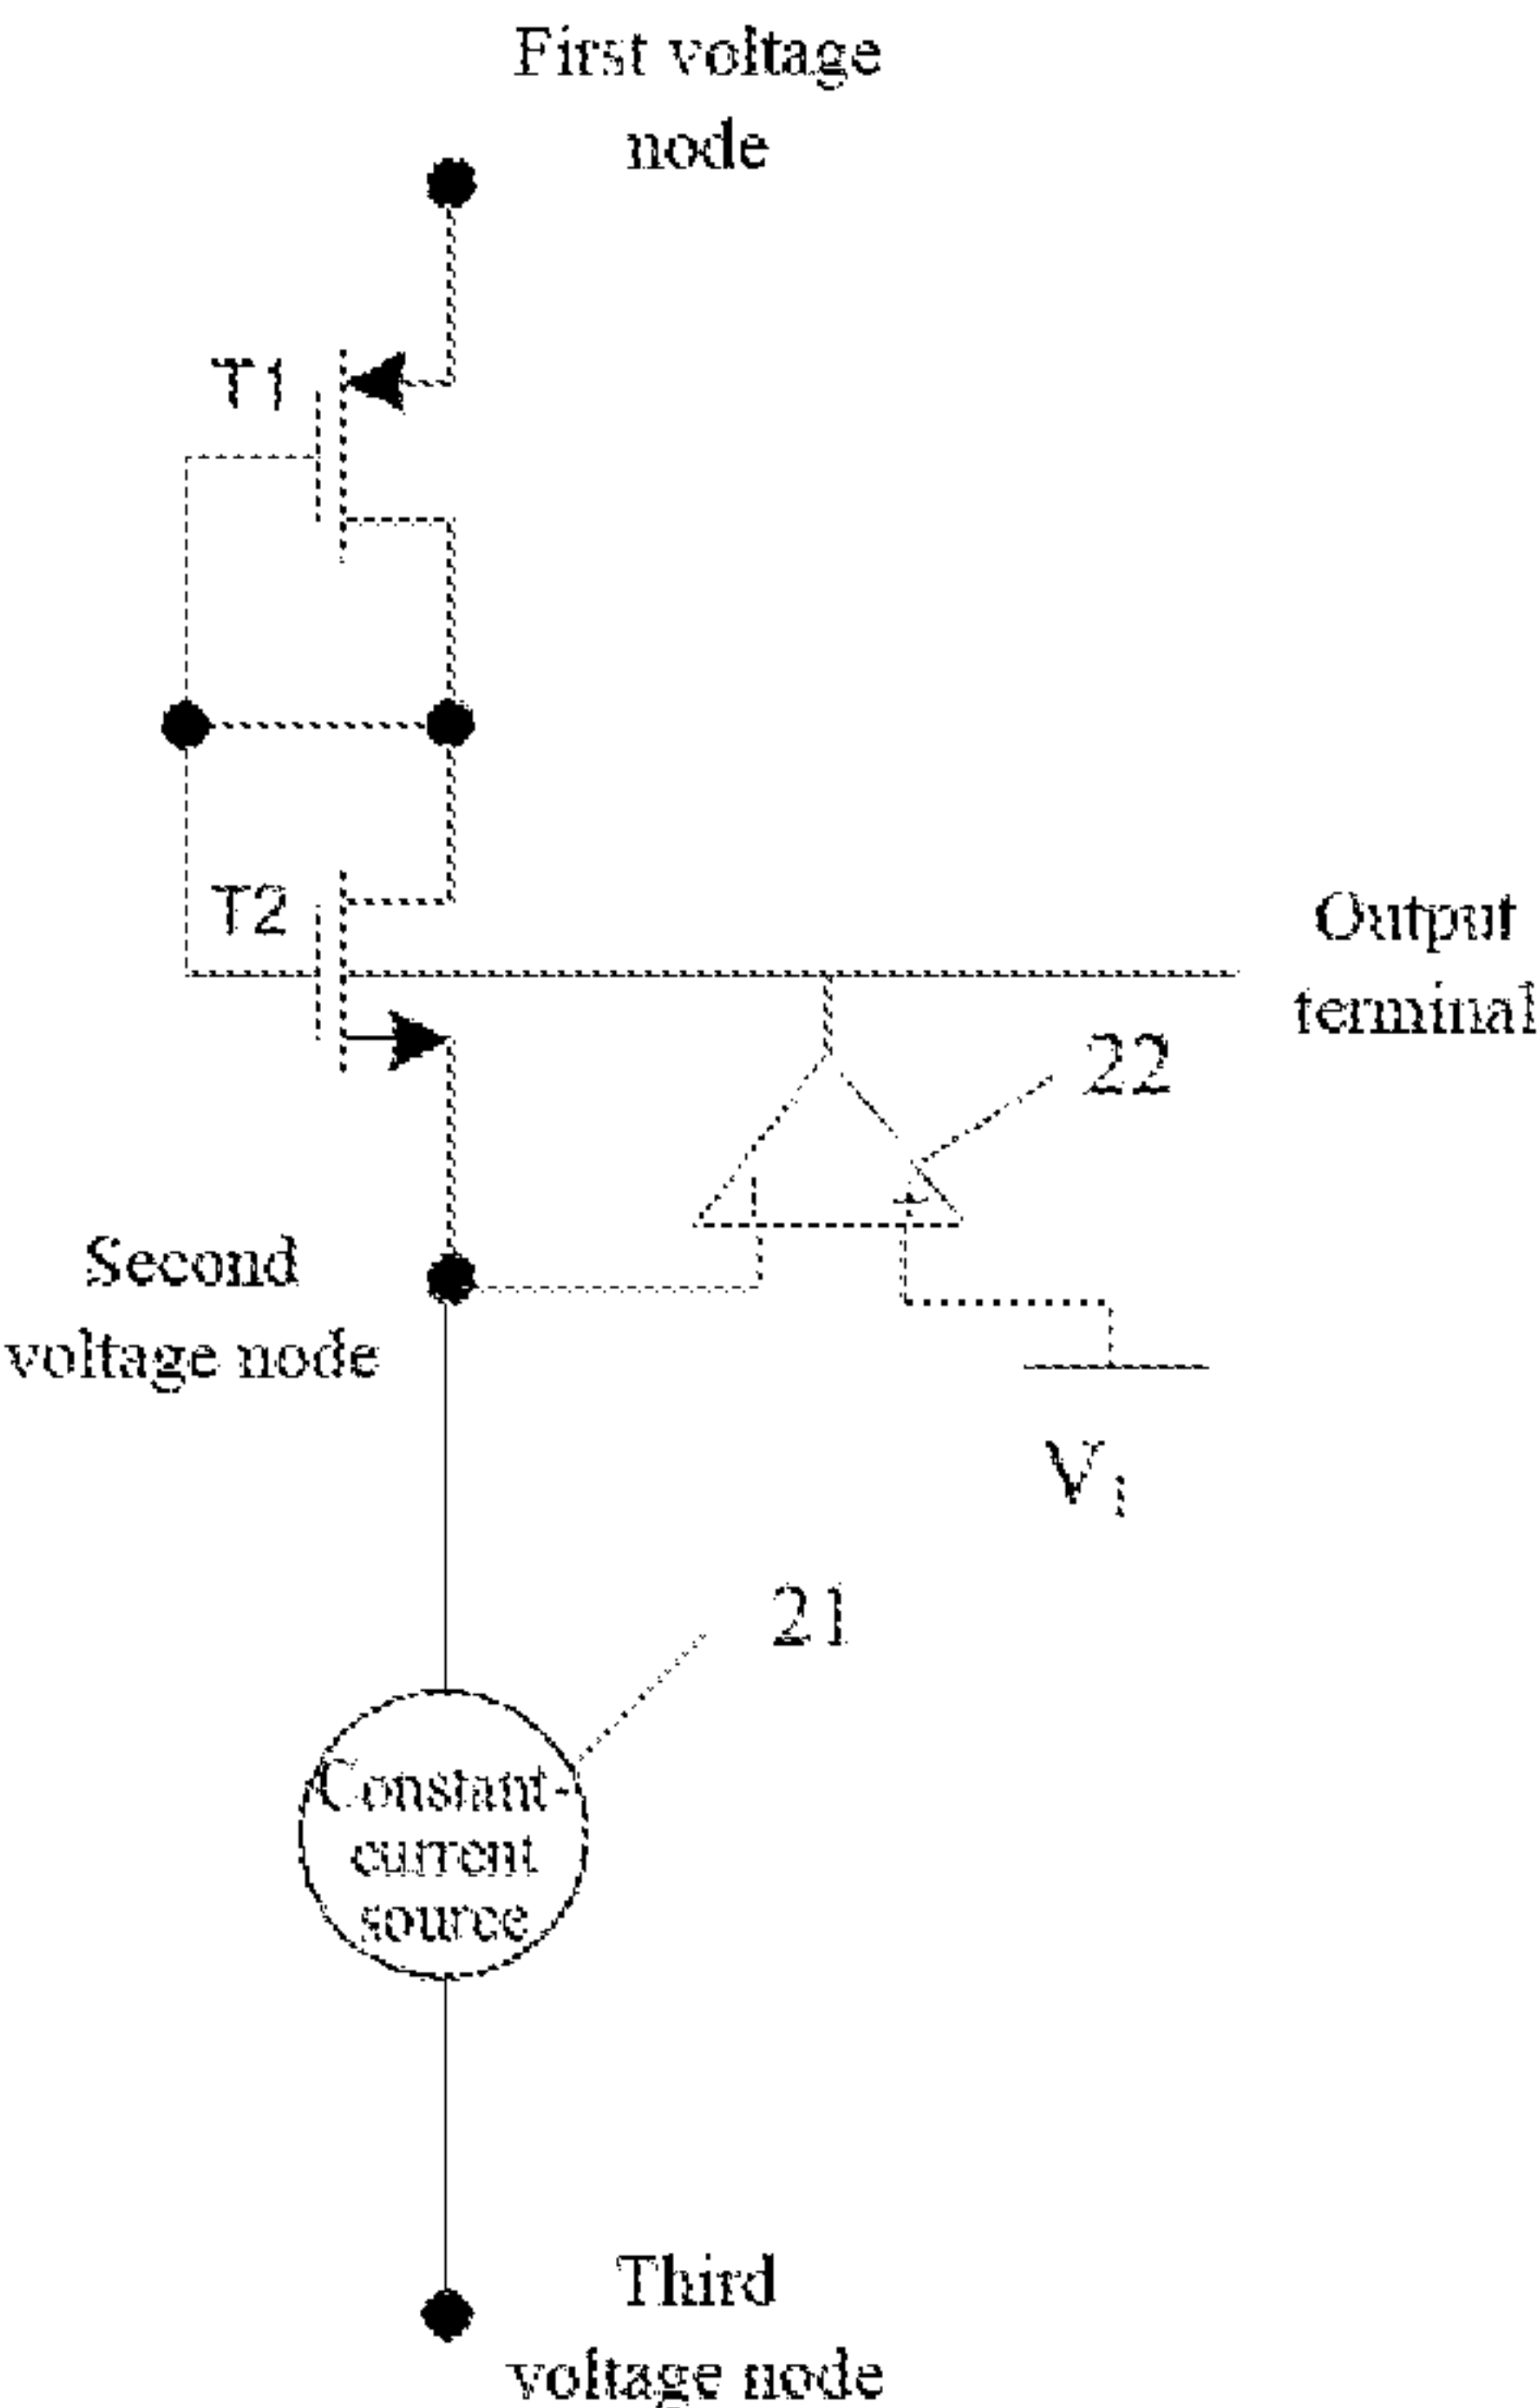 First voltage
node
T1
T2
Output
terminal
22
Second
voltage node
V1
21
Constant-
current
source
Third
voltage node